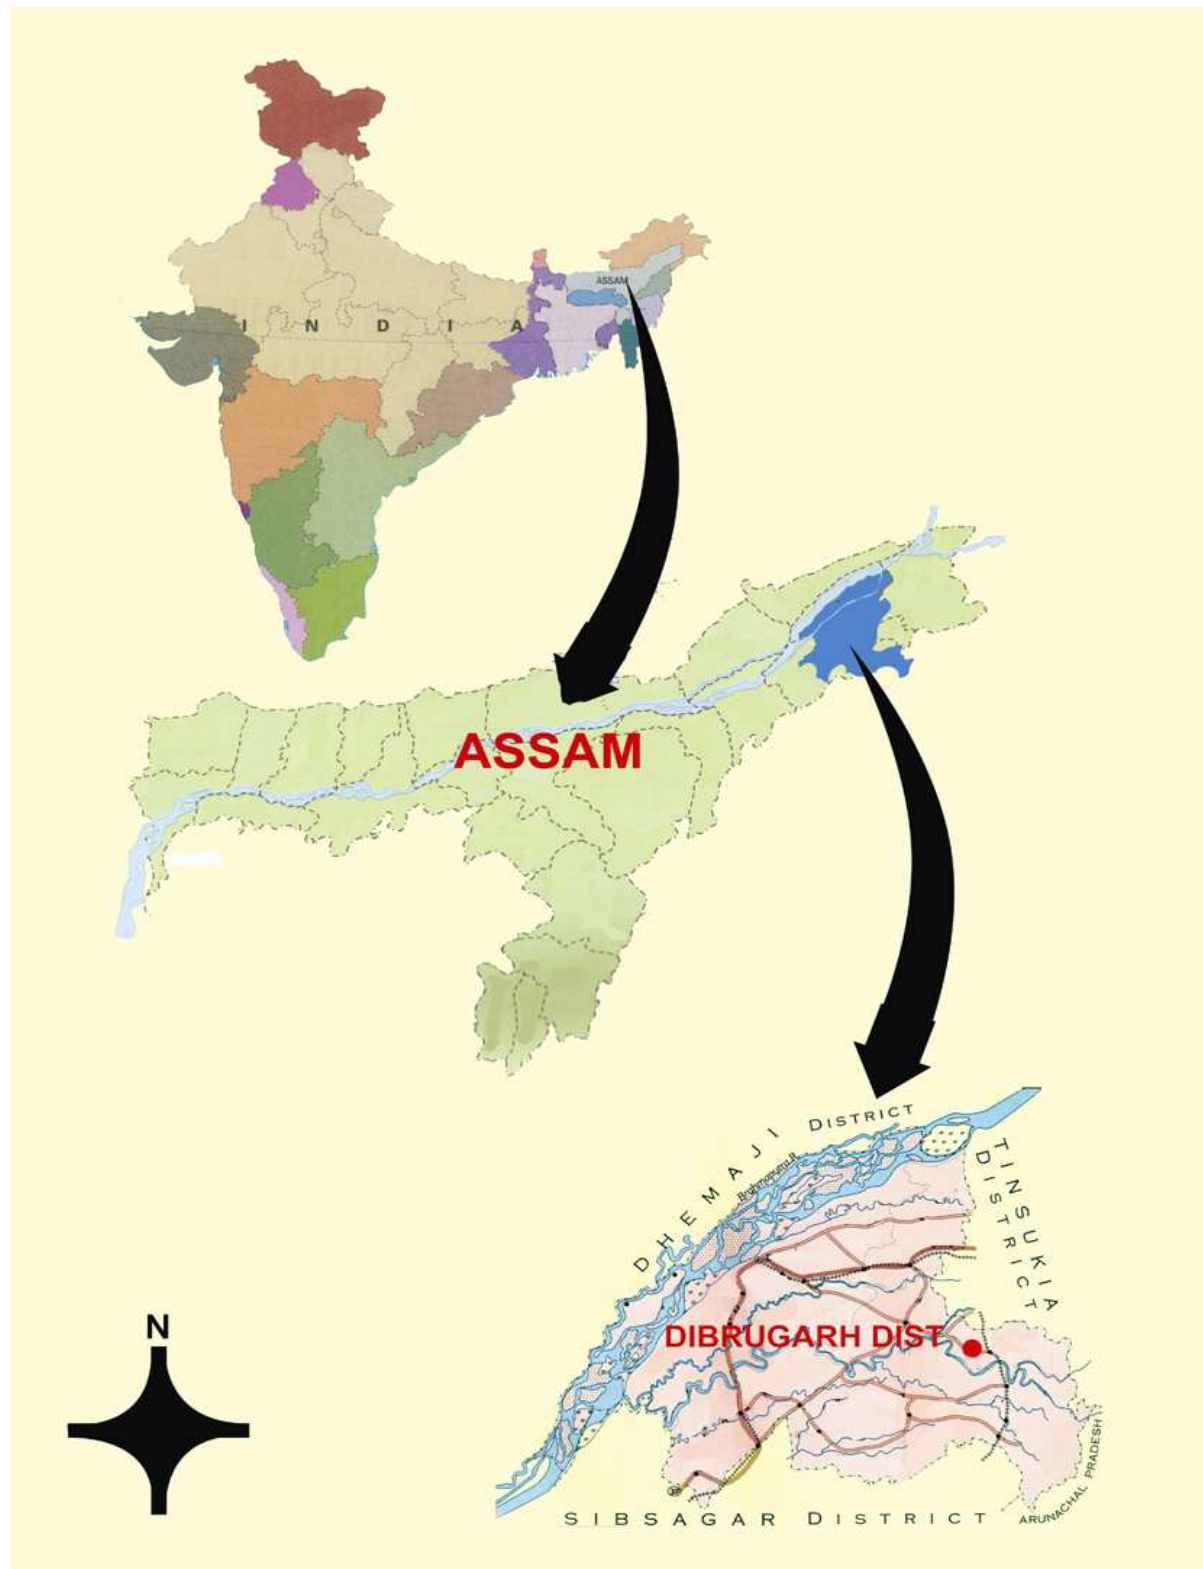 ASSAM
I N D I A
ASSAM
DHEMAJI DISTRICT
Brahmaputra R.
TINSUKIA
DISTRICT
N
DIBRUGARH DIST
ARUNACHAL PRADESH
SIBSAGAR DISTRICT